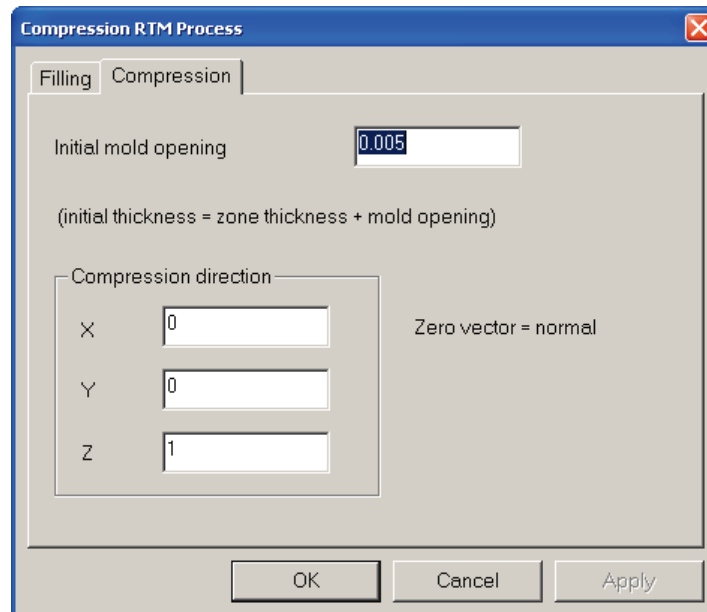 Compression RTM Process
Filling
Compression
Initial mold opening
0.005
(initial thickness = zone thickness + mold opening)
Compression direction
X
0
Zero vector = normal
Y
0
Z
1
OK
Cancel
Apply